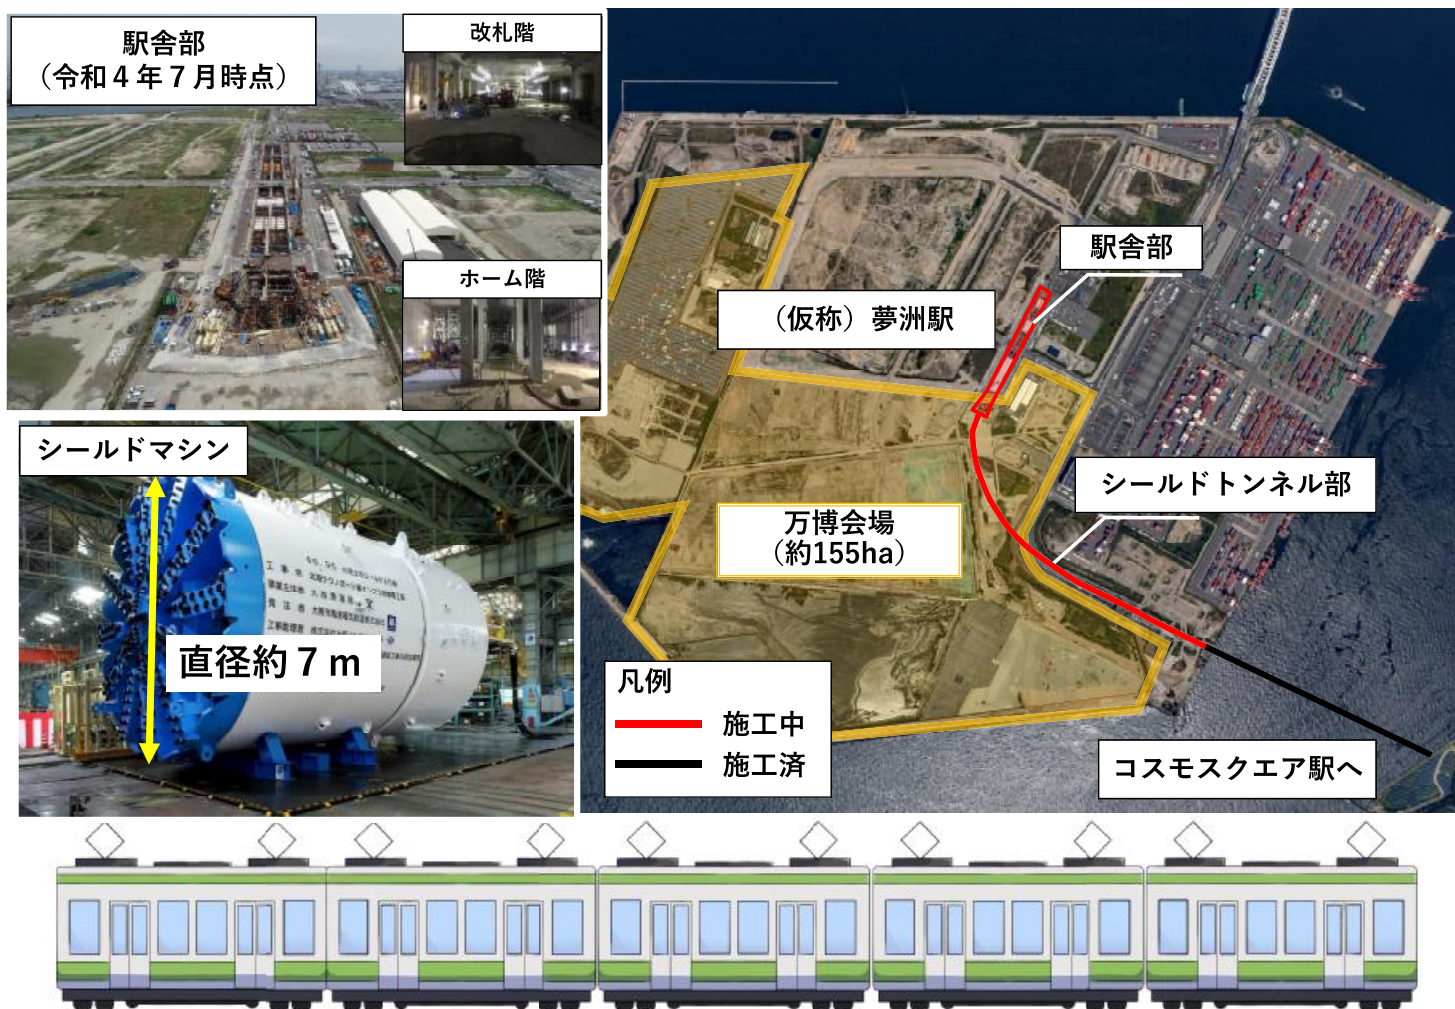 駅舎部
（令和４年７月時点）
改札階
ホーム階
駅舎部
（仮称）夢洲駅
シールドマシン
シールドトンネル部
万博会場
（約155ha）
直径約７ｍ
凡例
施工中
施工済
コスモスクエア駅へ